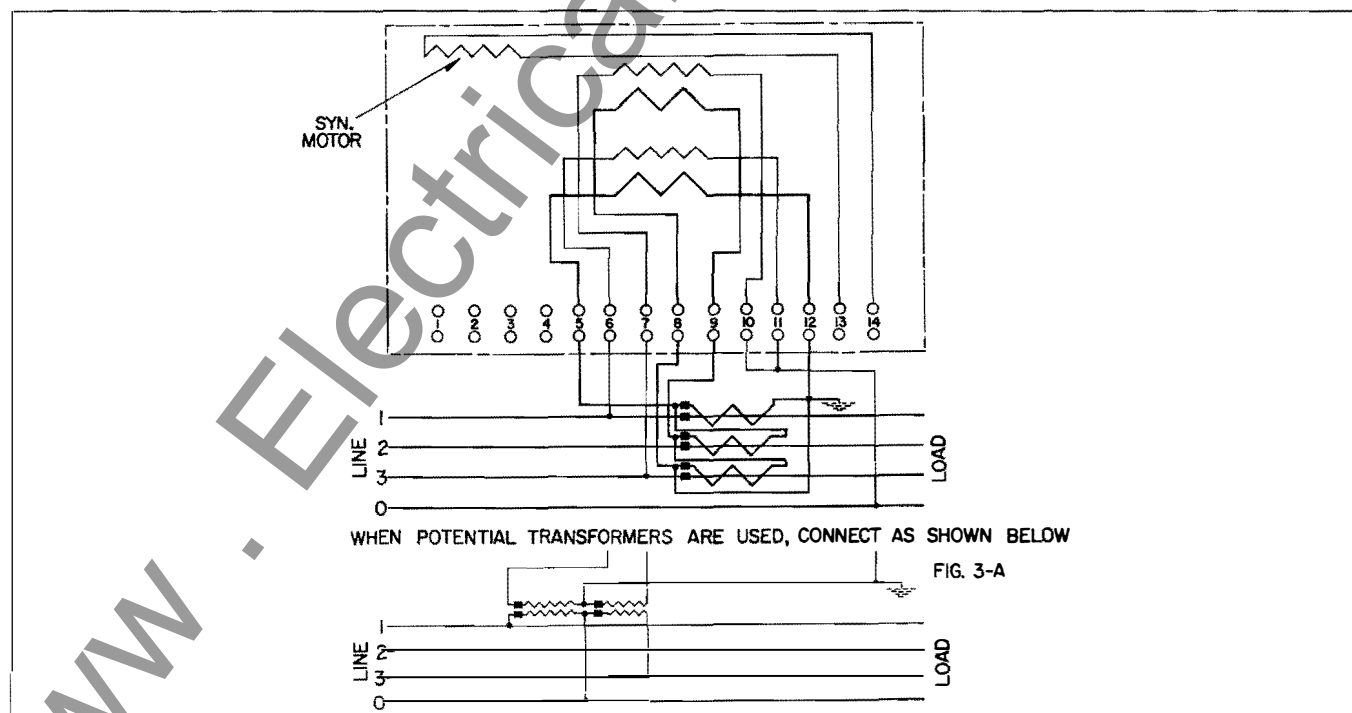 SYN.
MOTOR
1 2 3 4 5 6 7 8 9 10 11 12 13 14
1
LINE 2 LOAD
3
0
WHEN POTENTIAL TRANSFORMERS ARE USED, CONNECT AS SHOWN BELOW
FIG. 3-A
1
LINE 2 LOAD
3
0
ww . Electrica